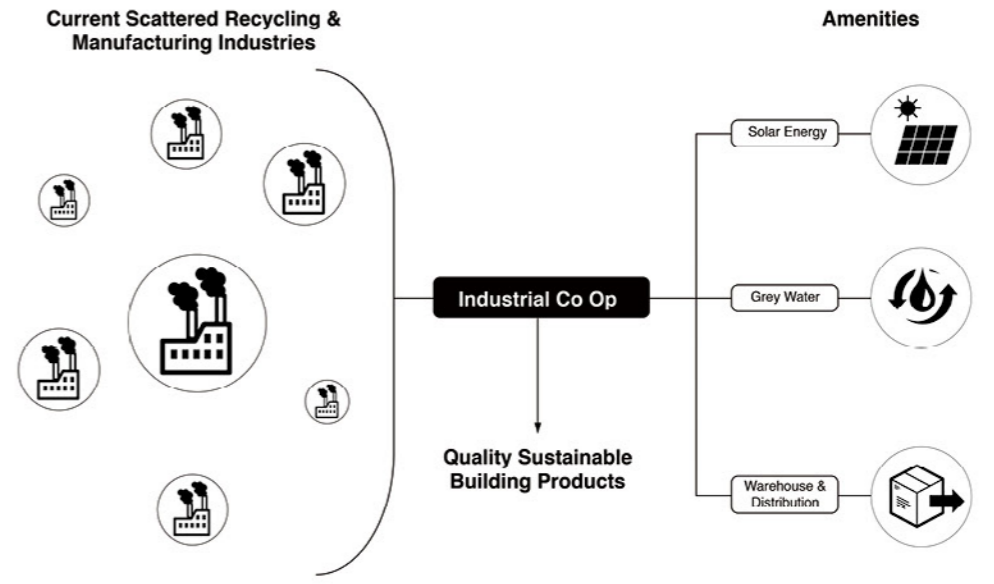 Current Scattered Recycling &
Manufacturing Industries
Amenities
Solar Energy
Industrial Co Op
Grey Water
Quality Sustainable
Building Products
Warehouse &
Distribution